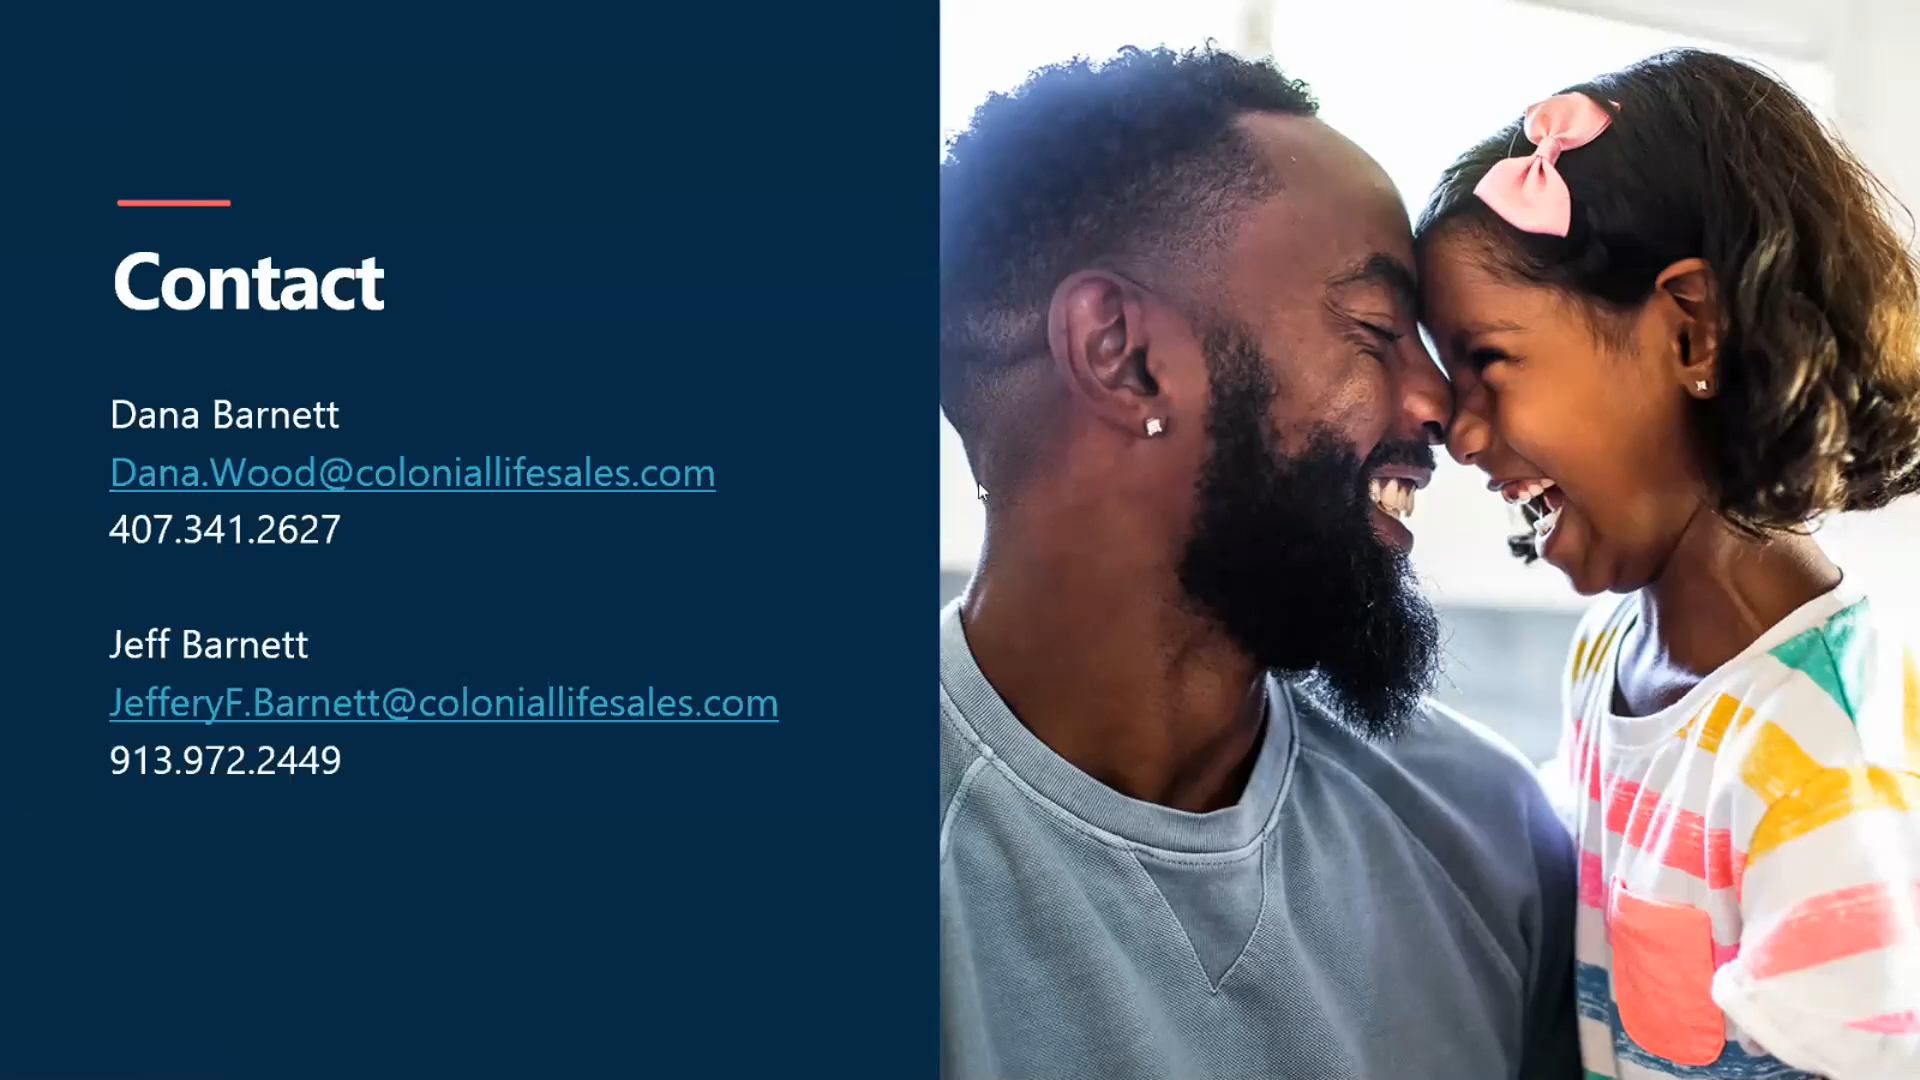 Contact
Dana Barnett
Dana.Wood@coloniallifesales.com
407.341.2627
Jeff Barnett
JefferyF.Barnett@coloniallifesales.com
913.972.2449